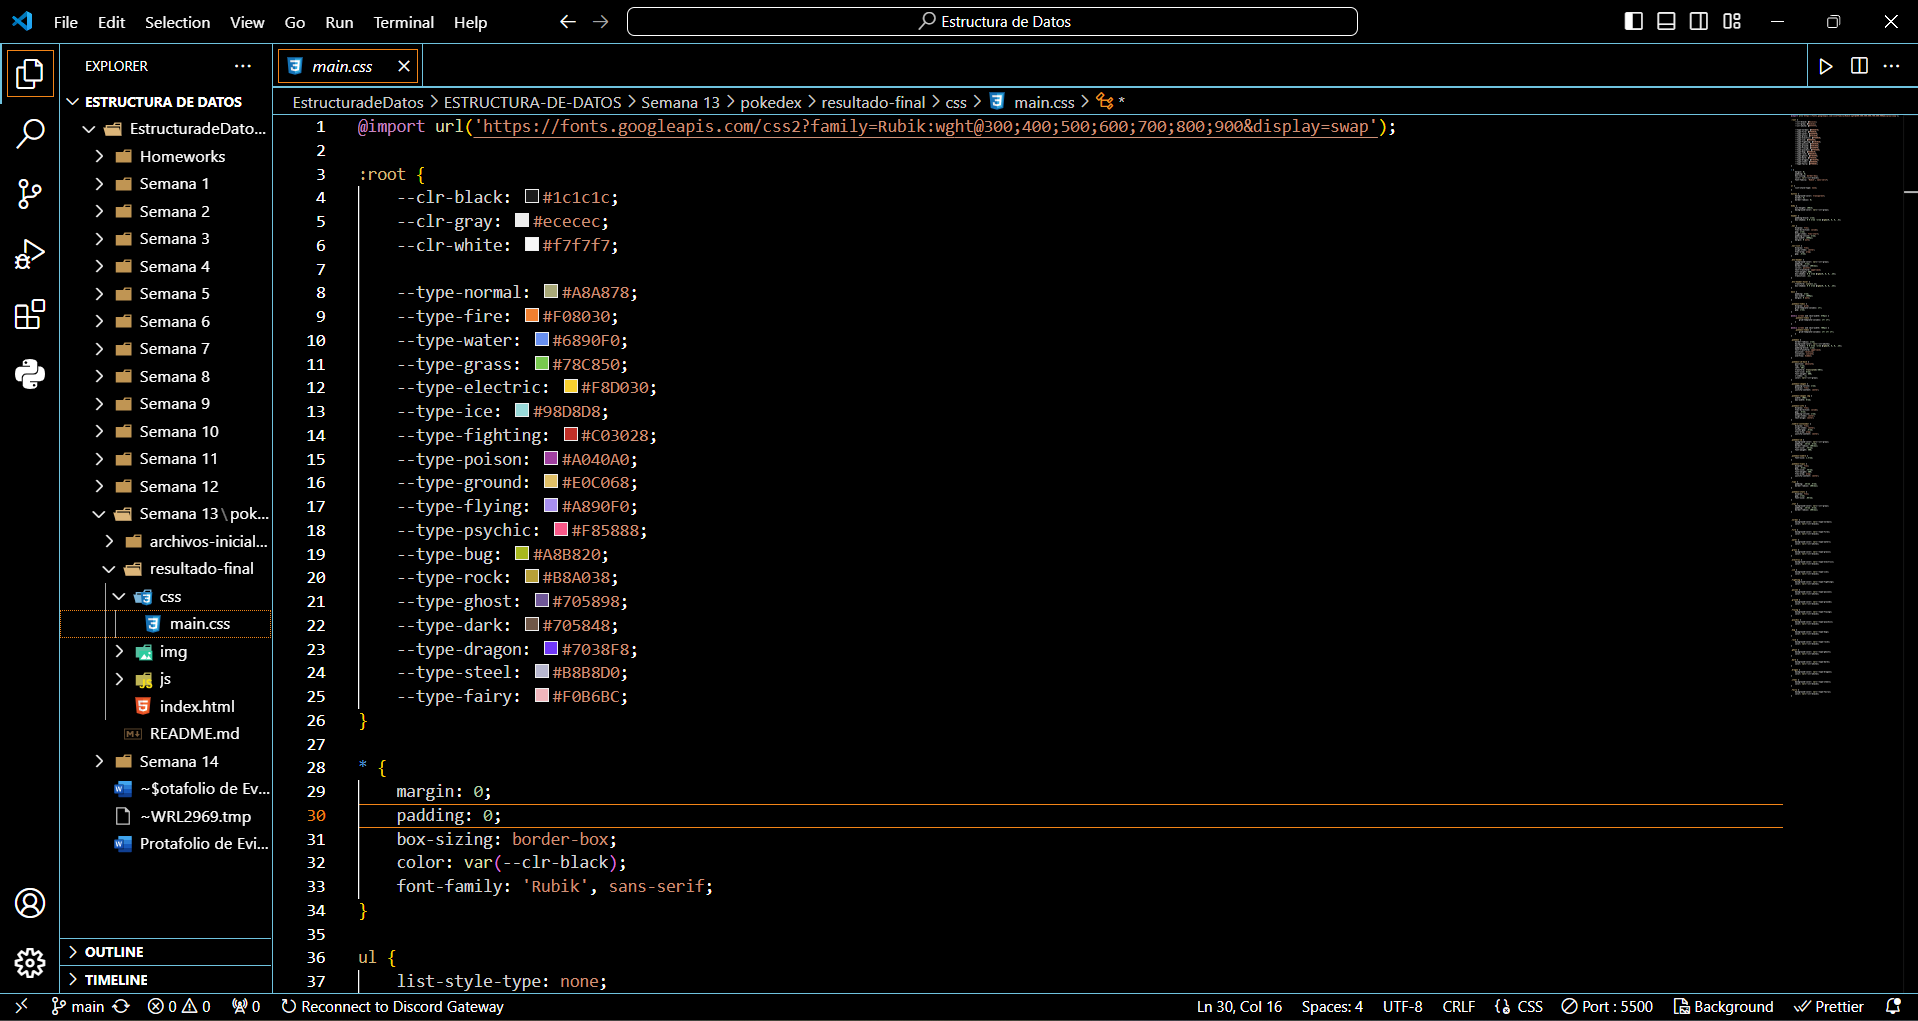 File Edit Selection View Go Run Terminal Help
Estructura de Datos
EXPLORER
main.css
ESTRUCTURA DE DATOS
EstructuradeDato...
Homeworks
Semana 1
Semana 2
Semana 3
Semana 4
Semana 5
Semana 6
Semana 7
Semana 8
Semana 9
Semana 10
Semana 11
Semana 12
Semana 13\pok...
archivos-inicial...
resultado-final
css
main.css
img
js
index.html
README.md
Semana 14
~$otafolio de Ev...
~WRL2969.tmp
Protafolio de Evi...
OUTLINE
TIMELINE
EstructuradeDatos > ESTRUCTURA-DE-DATOS > Semana 13 > pokedex > resultado-final > css > main.css > *
1 @import url('https://fonts.googleapis.com/css2?family=Rubik:wght@300;400;500;600;700;800;900&display=swap');
2
3 :root {
4 --clr-black: #1c1c1c;
5 --clr-gray: #ececec;
6 --clr-white: #f7f7f7;
7
8 --type-normal: #A8A878;
9 --type-fire: #F08030;
10 --type-water: #6890F0;
11 --type-grass: #78C850;
12 --type-electric: #F8D030;
13 --type-ice: #98D8D8;
14 --type-fighting: #C03028;
15 --type-poison: #A040A0;
16 --type-ground: #E0C068;
17 --type-flying: #A890F0;
18 --type-psychic: #F85888;
19 --type-bug: #A8B820;
20 --type-rock: #B8A038;
21 --type-ghost: #705898;
22 --type-dark: #705848;
23 --type-dragon: #7038F8;
24 --type-steel: #B8B8D0;
25 --type-fairy: #F0B6BC;
26 }
27
28 * {
29 margin: 0;
30 padding: 0;
31 box-sizing: border-box;
32 color: var(--clr-black);
33 font-family: 'Rubik', sans-serif;
34 }
35
36 ul {
37 list-style-type: none;
main 0 0 0 Reconnect to Discord Gateway Ln 30, Col 16 Spaces: 4 UTF-8 CRLF {} CSS Port : 5500 Background Prettier